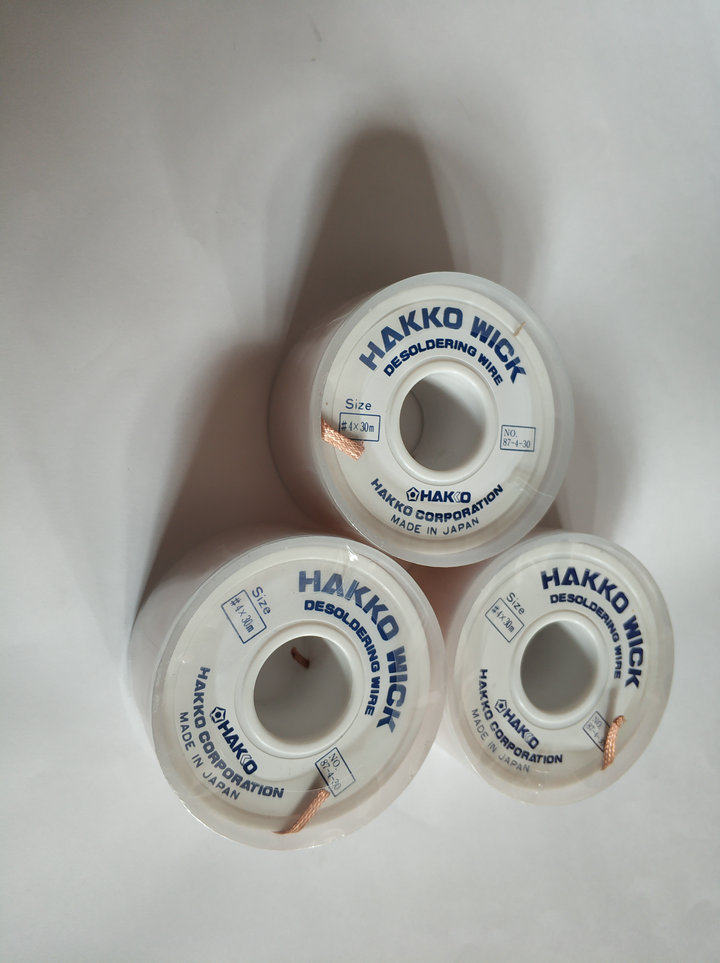 HAKKO WICK
DESOLDERING WIRE
Size
#4×30m
NO.
87-4-30
HAKKO
HAKKO CORPORATION
MADE IN JAPAN
HAKKO WICK
DESOLDERING WIRE
Size
#4×30m
NO.
87-4-30
HAKKO
HAKKO CORPORATION
MADE IN JAPAN
HAKKO WICK
DESOLDERING WIRE
Size
#4×30m
NO.
HAKKO
HAKKO CORPORATION
MADE IN JAPAN